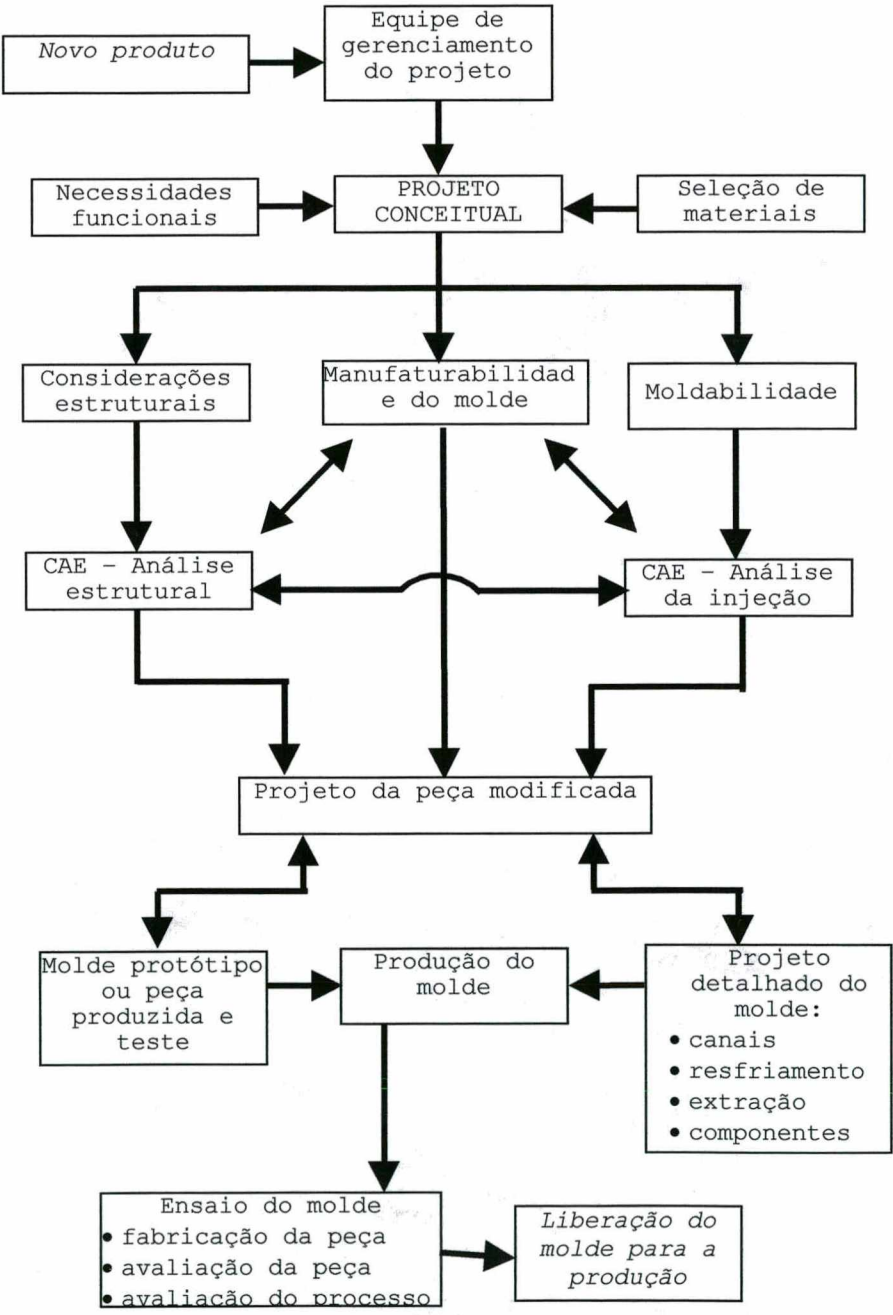 Novo produto
Equipe de
gerenciamento
do projeto
Necessidades
funcionais
PROJETO
CONCEITUAL
Seleção de
materiais
Considerações
estruturais
Manufaturabilidad
e do molde
Moldabilidade
CAE – Análise
estrutural
CAE – Análise
da injeção
Projeto da peça modificada
Molde protótipo
ou peça
produzida e
teste
Produção do
molde
Projeto
detalhado do
molde:
• canais
• resfriamento
• extração
• componentes
Ensaio do molde
• fabricação da peça
• avaliação da peça
• avaliação do processo
Liberação do
molde para a
produção